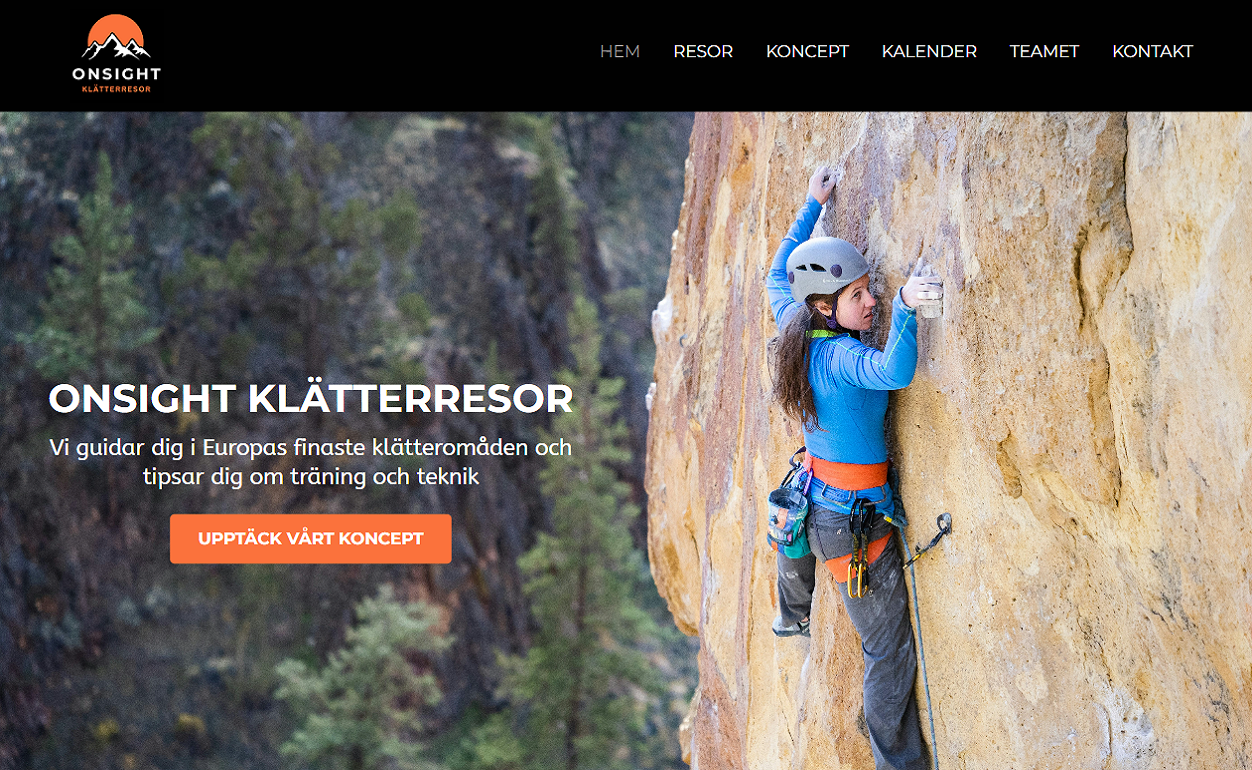 ONSIGHT
KLÄTTERRESOR
HEM RESOR KONCEPT KALENDER TEAMET KONTAKT
ONSIGHT KLÄTTERRESOR
Vi guidar dig i Europas finaste klätteromåden och
tipsar dig om träning och teknik
UPPTÄCK VÅRT KONCEPT